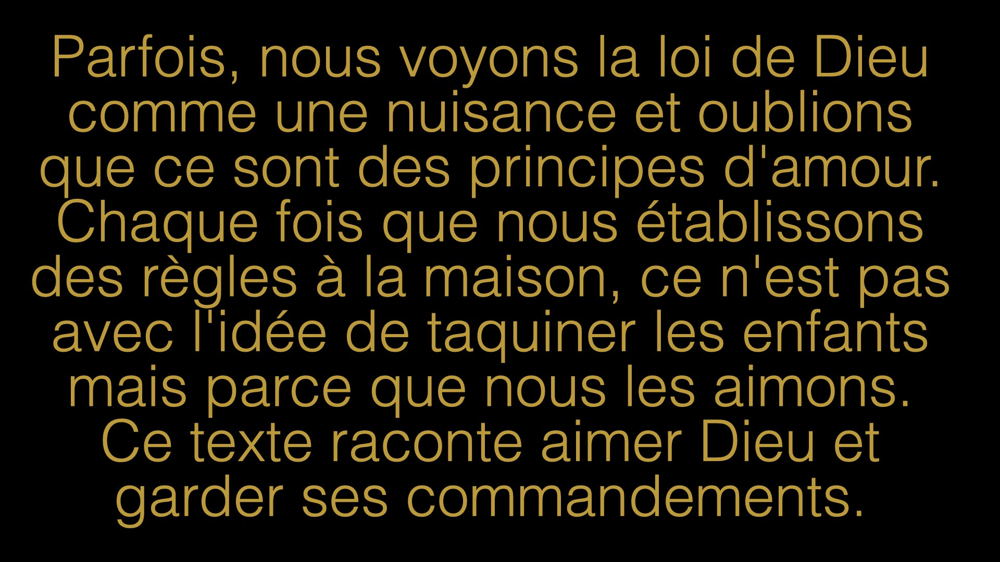 Parfois, nous voyons la loi de Dieu
comme une nuisance et oublions
que ce sont des principes d'amour.
Chaque fois que nous établissons
des règles à la maison, ce n'est pas
avec l'idée de taquiner les enfants
mais parce que nous les aimons.
Ce texte raconte aimer Dieu et
garder ses commandements.